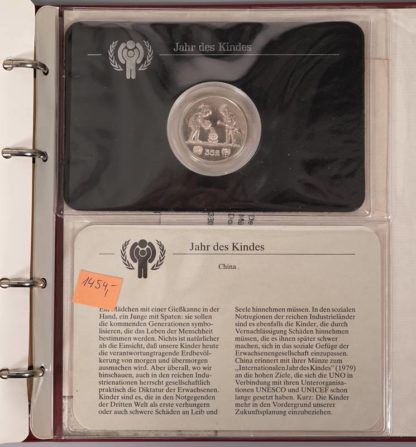 Jahr des Kindes
35元
Jahr des Kindes
China
1454,-
Ein Mädchen mit einer Gießkanne in der
Hand, ein Junge mit Spaten: sie sollen
die kommenden Generationen symbo-
lisieren, die das Leben der Menschheit
bestimmen werden. Nichts ist natürlicher
als die Einsicht, daß unsere Kinder heute
die verantwortungtragende Erdbevöl-
kerung von morgen und übermorgen
ausmachen wird. Aber überall, wo wir
hinschauen, auch in den reichen Indu-
strienationen herrscht gesellschaftlich
praktisch die Diktatur der Erwachsenen.
Kinder sind es, die in den Notgegenden
der Dritten Welt als erste verhungern
oder auch schwere Schäden an Leib und
Seele hinnehmen müssen. In den sozialen
Notregionen der reichen Industrieländer
sind es ebenfalls die Kinder, die durch
Vernachlässigung Schäden hinnehmen
müssen, die es ihnen später schwer
machen, sich in das soziale Gefüge der
Erwachsenengesellschaft einzupassen.
China erinnert mit ihrer Münze zum
„Internationalen Jahr des Kindes" (1979)
an die hohen Ziele, die sich die UNO in
Verbindung mit ihren Unterorganisa-
tionen UNESCO und UNICEF schon
lange gesetzt haben. Kurz: Die Kinder
mehr in den Vordergrund unserer
Zukunftsplanung einzubeziehen.